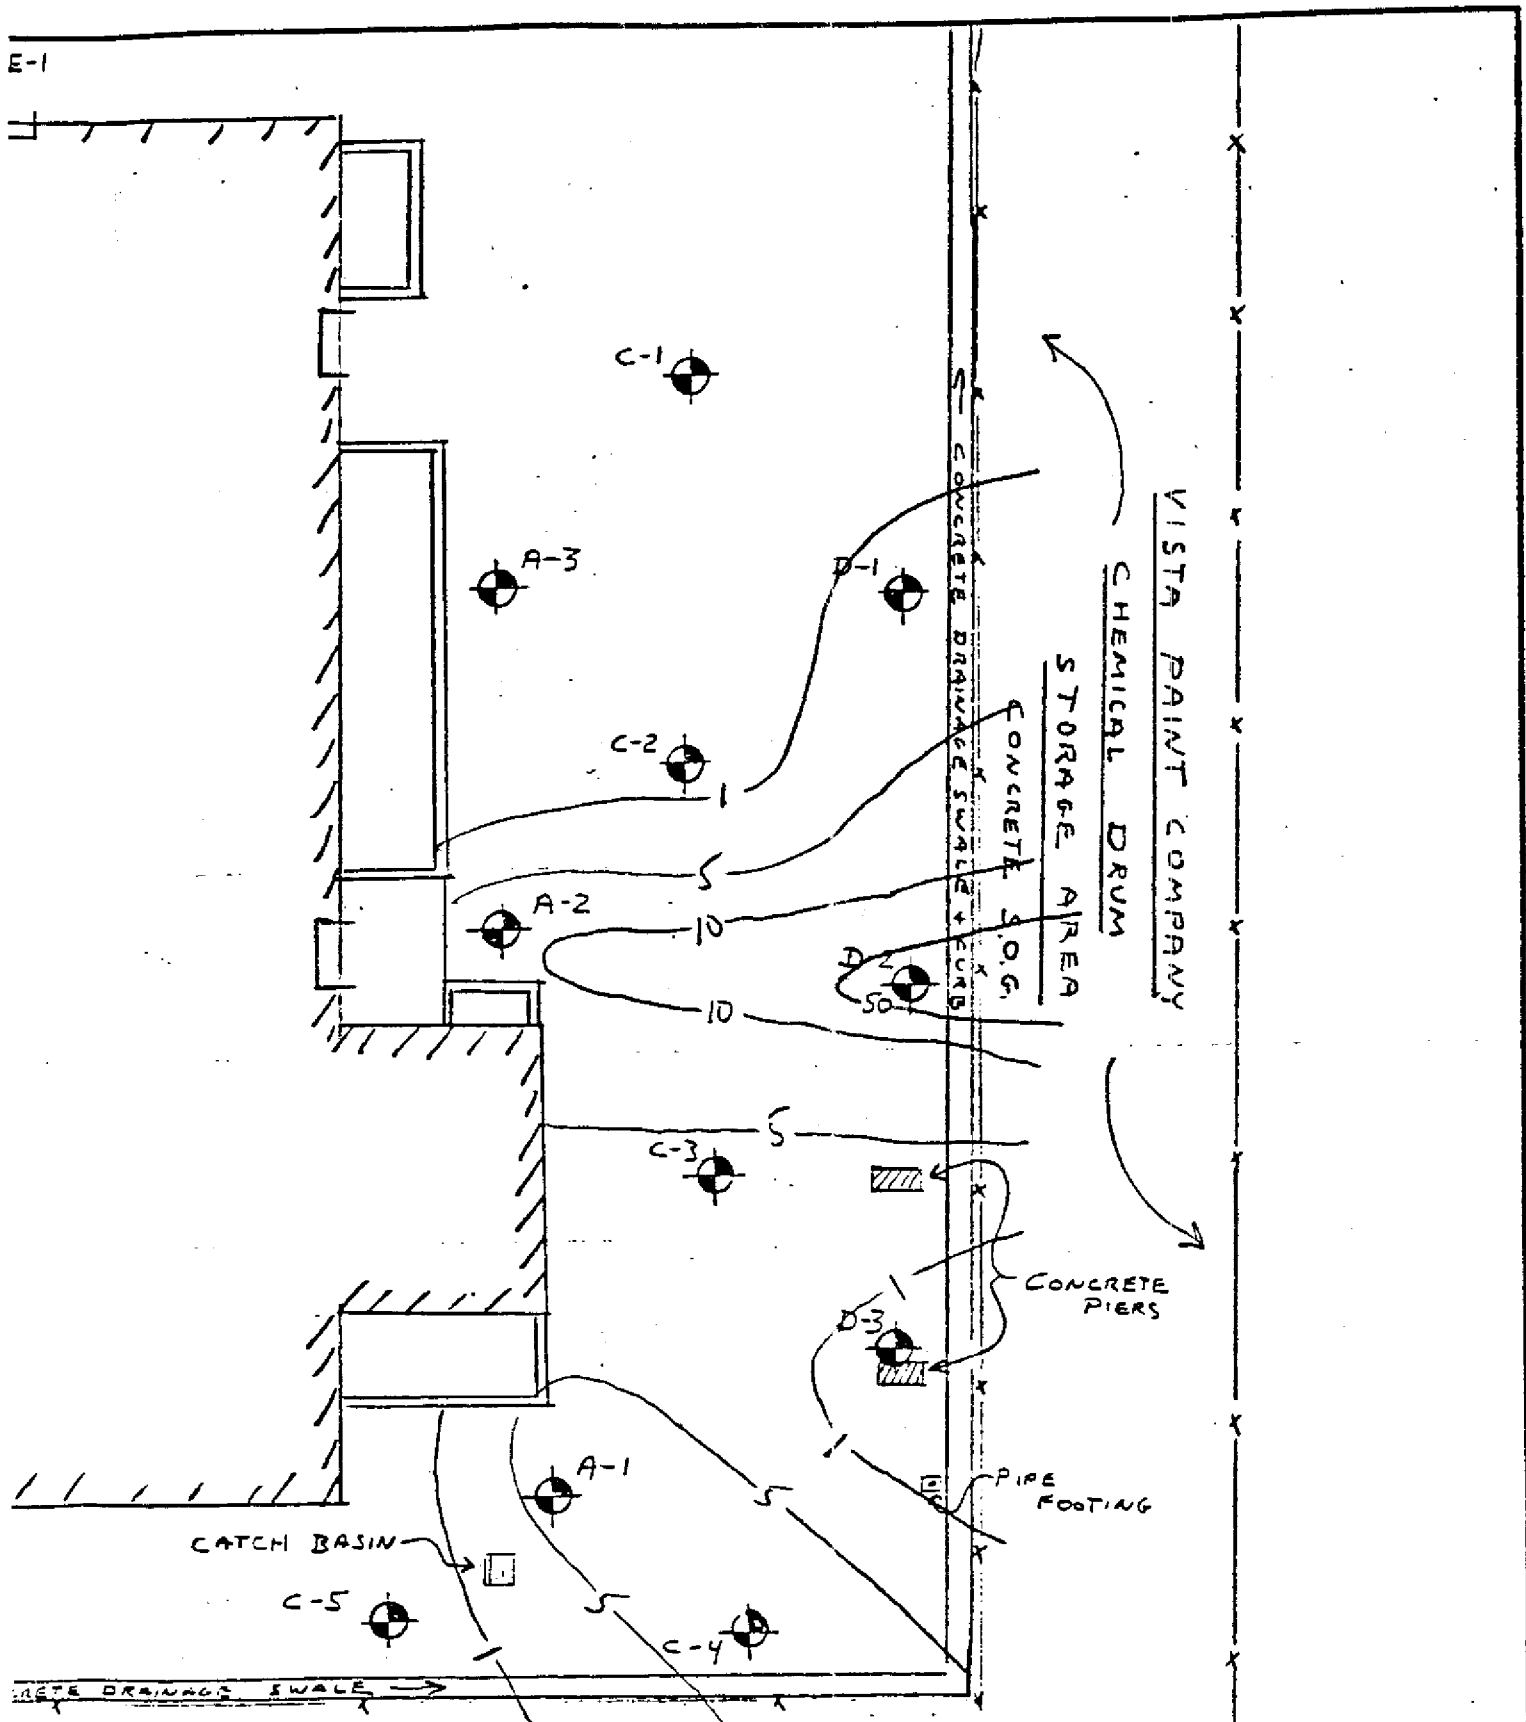 E-1
C-1
A-3
D-1
C-2
1
5
A-2
10
D-2
50
10
5
C-3
1
D-3
1
A-1
5
5
C-5
C-4
1
CATCH BASIN
CONCRETE
PIERS
PIPE
FOOTING
CONCRETE DRAINAGE SWALE + CURB
VISTA PAINT COMPANY
CHEMICAL DRUM
STORAGE AREA
CONCRETE S.O.G.
CRETE DRAINAGE SWALE